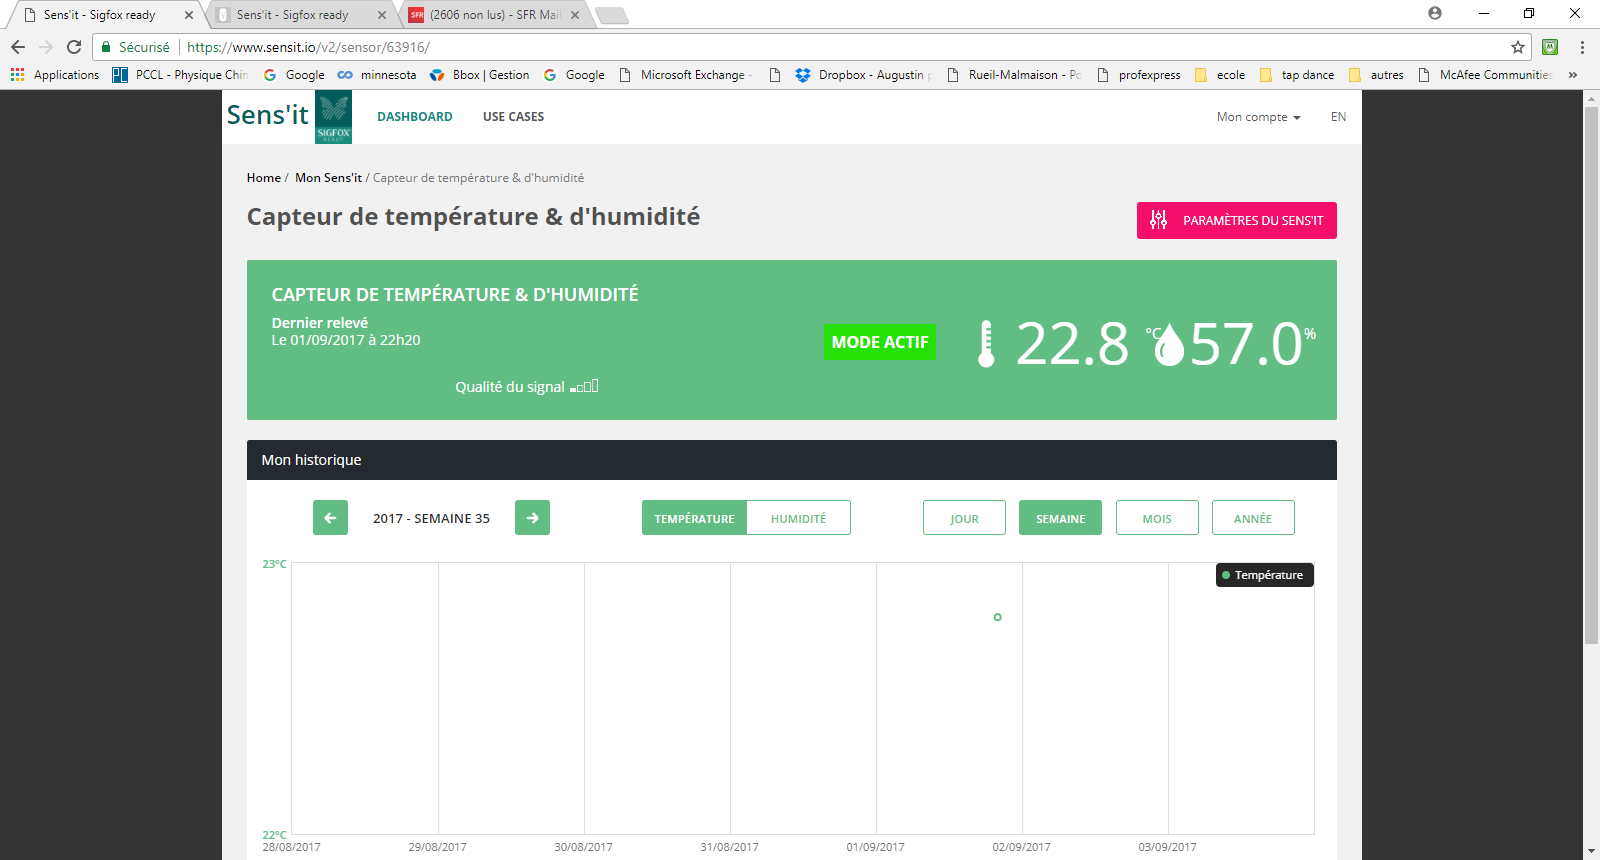 Sens'it - Sigfox ready
Sens'it - Sigfox ready
SFR (2606 non lus) - SFR Mail
Sécurisé https://www.sensit.io/v2/sensor/63916/
Applications PCCL - Physique Chim Google minnesota Bbox | Gestion Google Microsoft Exchange - Dropbox - Augustin Rueil-Malmaison - Po profexpress ecole tap dance autres McAfee Communities »
Sens'it SIGFOX READY DASHBOARD USE CASES Mon compte EN
Home / Mon Sens'it / Capteur de température & d'humidité
Capteur de température & d'humidité
PARAMÈTRES DU SENS'IT
CAPTEUR DE TEMPÉRATURE & D'HUMIDITÉ
Dernier relevé
Le 01/09/2017 à 22h20
MODE ACTIF 22.8 °C 57.0 %
Qualité du signal
Mon historique
2017 - SEMAINE 35 TEMPÉRATURE HUMIDITÉ JOUR SEMAINE MOIS ANNÉE
23°C
Température
22°C
28/08/2017 29/08/2017 30/08/2017 31/08/2017 01/09/2017 02/09/2017 03/09/2017